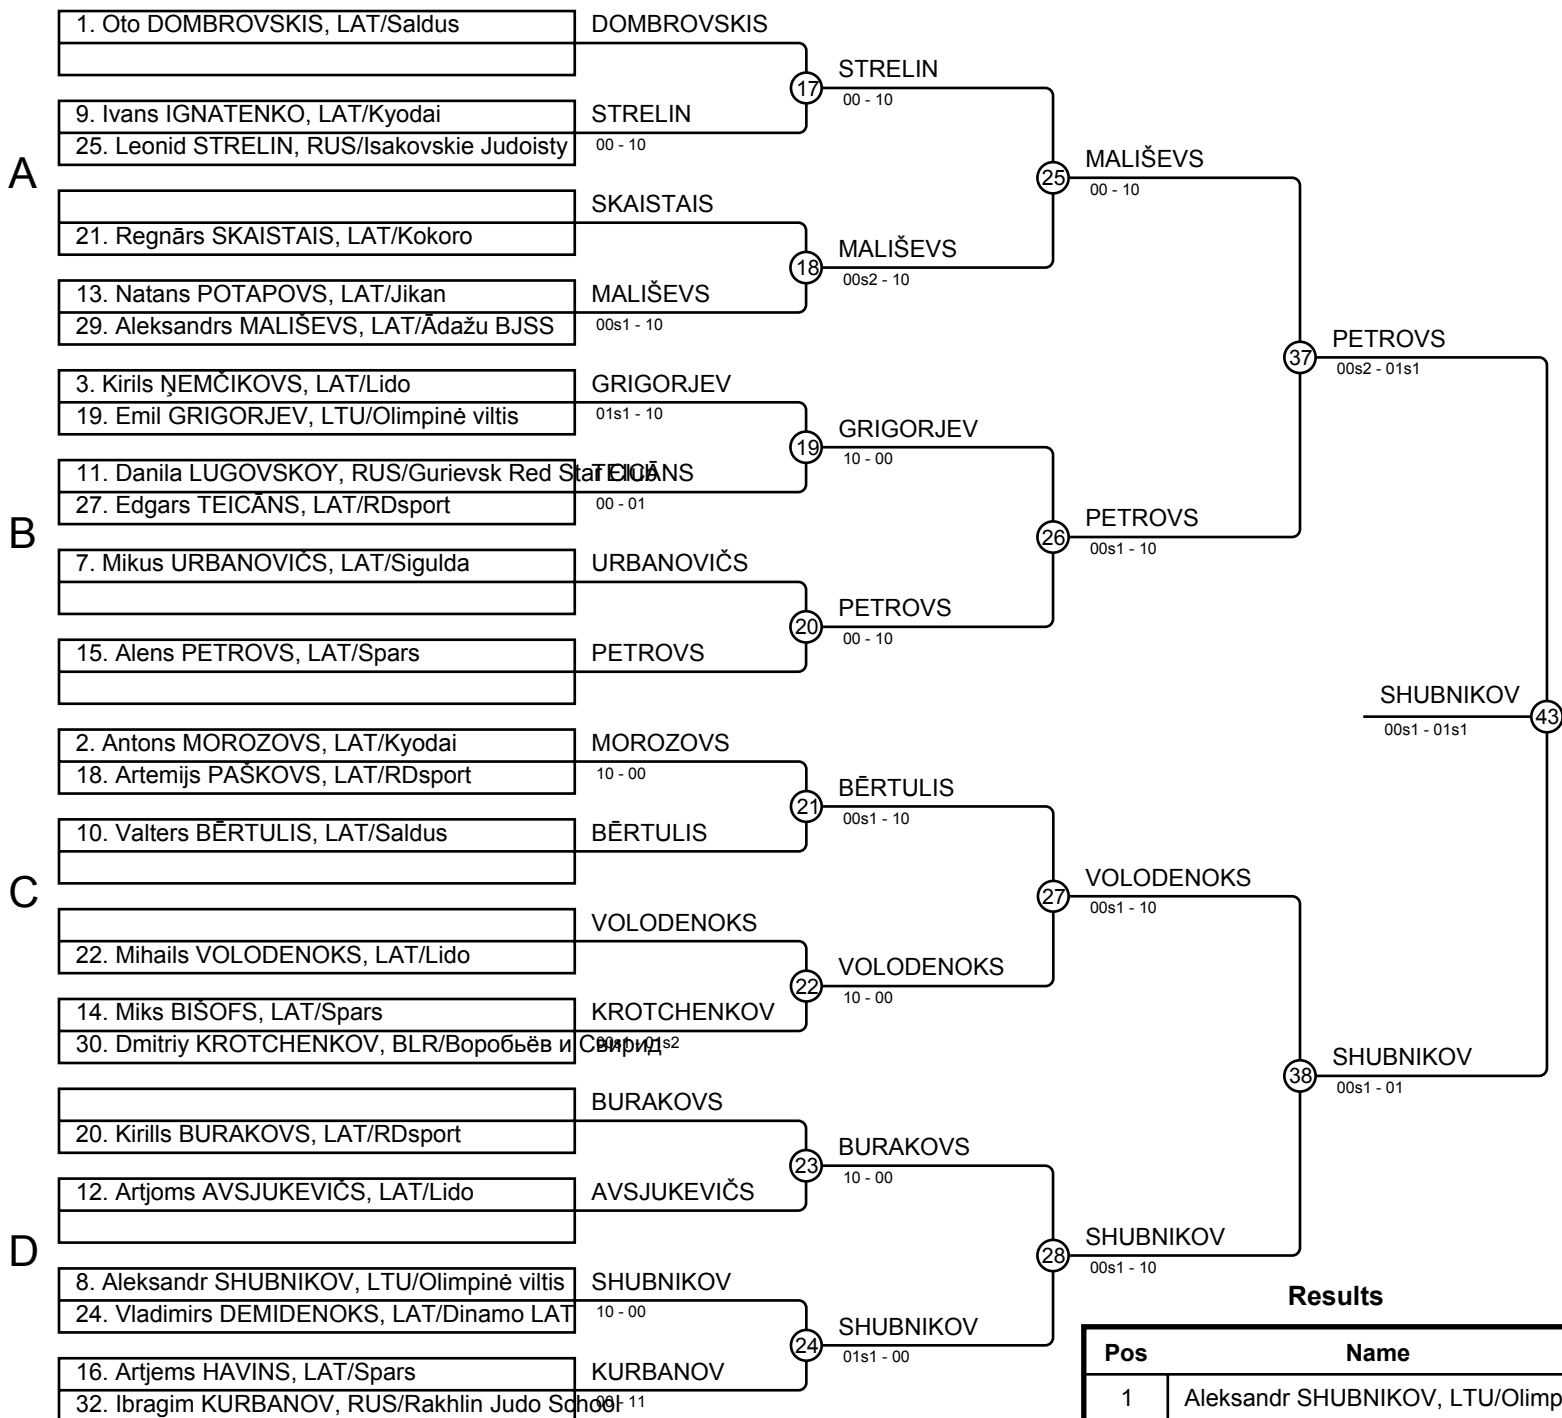 1. Oto DOMBROVSKIS, LAT/Saldus
DOMBROVSKIS
17
STRELIN
00 - 10
9. Ivans IGNATENKO, LAT/Kyodai
25. Leonid STRELIN, RUS/Isakovskie Judoisty
STRELIN
00 - 10
A
25
MALIŠEVS
00 - 10
21. Regnārs SKAISTAIS, LAT/Kokoro
SKAISTAIS
18
MALIŠEVS
00s2 - 10
13. Natans POTAPOVS, LAT/Jikan
29. Aleksandrs MALIŠEVS, LAT/Ādažu BJSS
MALIŠEVS
00s1 - 10
37
PETROVS
00s2 - 01s1
3. Kirils ŅEMČIKOVS, LAT/Lido
19. Emil GRIGORJEV, LTU/Olimpinė viltis
GRIGORJEV
01s1 - 10
19
GRIGORJEV
10 - 00
11. Danila LUGOVSKOY, RUS/Gurievsk Red Star Club
27. Edgars TEICĀNS, LAT/RDsport
TEICĀNS
00 - 01
B
26
PETROVS
00s1 - 10
7. Mikus URBANOVIČS, LAT/Sigulda
URBANOVIČS
20
PETROVS
00 - 10
15. Alens PETROVS, LAT/Spars
PETROVS
SHUBNIKOV
00s1 - 01s1
43
2. Antons MOROZOVS, LAT/Kyodai
18. Artemijs PAŠKOVS, LAT/RDsport
MOROZOVS
10 - 00
21
BĒRTULIS
00s1 - 10
10. Valters BĒRTULIS, LAT/Saldus
BĒRTULIS
C
27
VOLODENOKS
00s1 - 10
22. Mihails VOLODENOKS, LAT/Lido
VOLODENOKS
22
VOLODENOKS
10 - 00
14. Miks BIŠOFS, LAT/Spars
30. Dmitriy KROTCHENKOV, BLR/Воробьёв и Свирид
KROTCHENKOV
00s1 - 01s2
38
SHUBNIKOV
00s1 - 01
20. Kirills BURAKOVS, LAT/RDsport
BURAKOVS
23
BURAKOVS
10 - 00
12. Artjoms AVSJUKEVIČS, LAT/Lido
AVSJUKEVIČS
D
28
SHUBNIKOV
00s1 - 10
8. Aleksandr SHUBNIKOV, LTU/Olimpinė viltis
24. Vladimirs DEMIDENOKS, LAT/Dinamo LAT
SHUBNIKOV
10 - 00
24
SHUBNIKOV
01s1 - 00
16. Artjems HAVINS, LAT/Spars
32. Ibragim KURBANOV, RUS/Rakhlin Judo School
KURBANOV
00 - 11
Results
Pos Name
1 Aleksandr SHUBNIKOV, LTU/Olimp